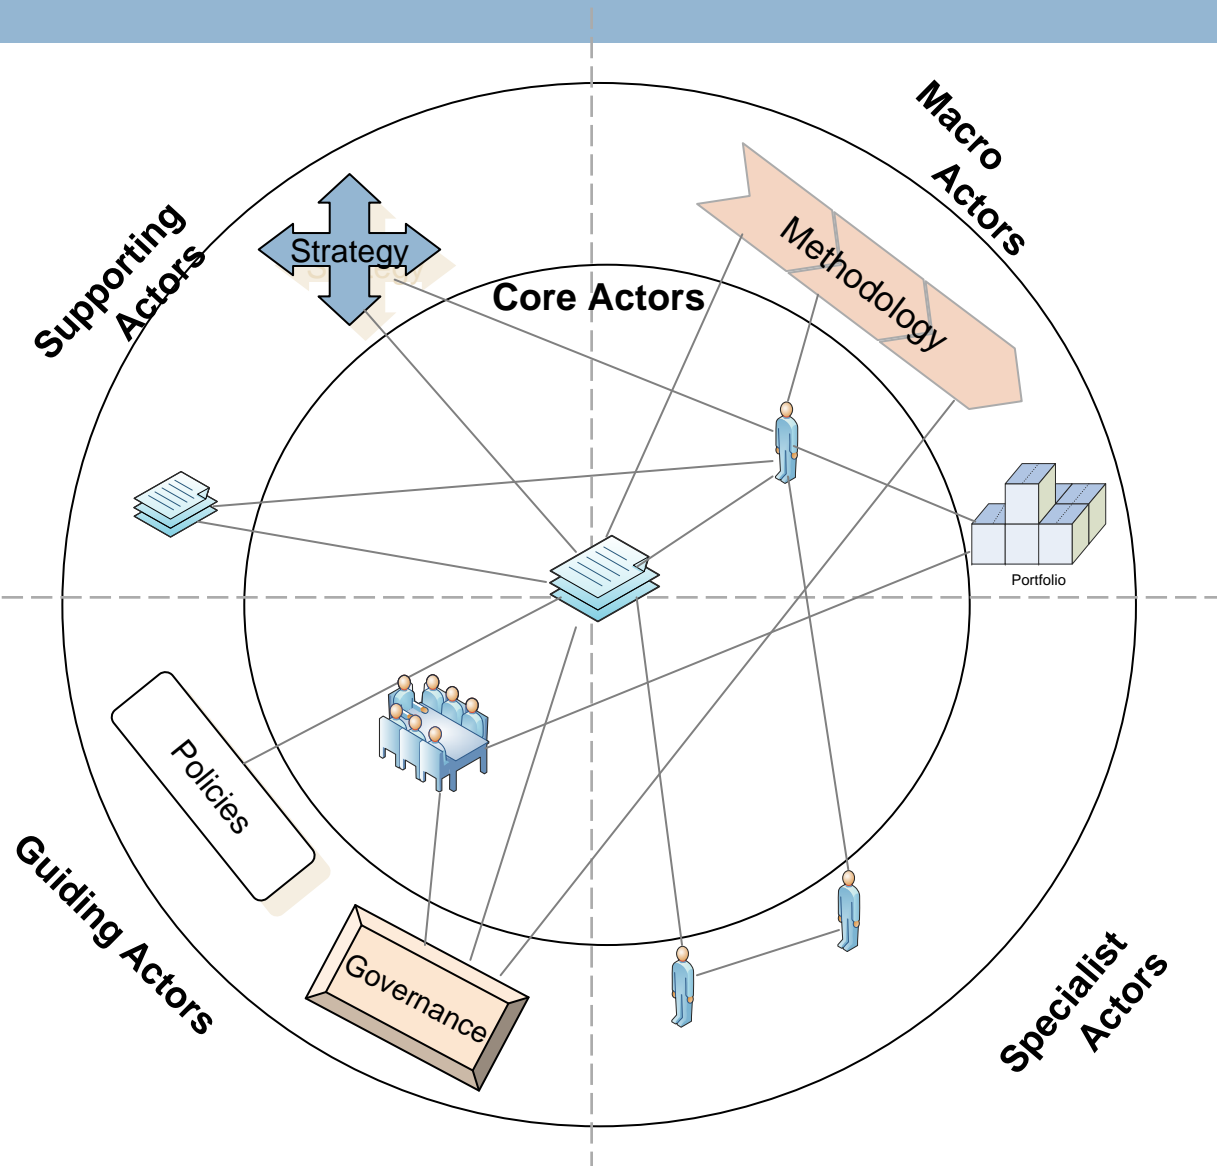 Macro
Actors
Supporting
Actors
Strategy
Methodology
Core Actors
Portfolio
Policies
Guiding Actors
Governance
Specialist
Actors